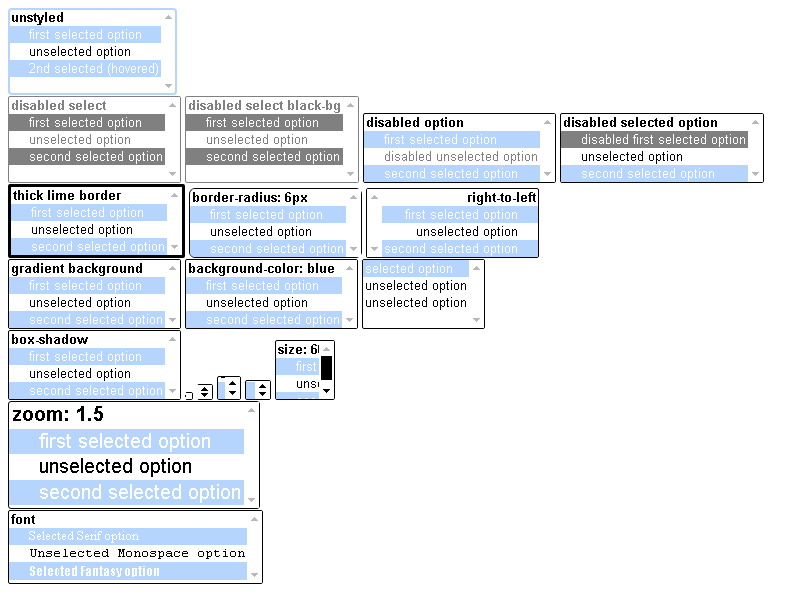 unstyled
first selected option
unselected option
2nd selected (hovered)
disabled select
first selected option
unselected option
second selected option
disabled select black-bg
first selected option
unselected option
second selected option
disabled option
first selected option
disabled unselected option
second selected option
disabled selected option
disabled first selected option
unselected option
second selected option
thick lime border
first selected option
unselected option
second selected option
border-radius: 6px
first selected option
unselected option
second selected option
right-to-left
first selected option
unselected option
second selected option
gradient background
first selected option
unselected option
second selected option
background-color: blue
first selected option
unselected option
second selected option
selected option
unselected option
unselected option
box-shadow
first selected option
unselected option
second selected option
size: 6
first
uns
zoom: 1.5
first selected option
unselected option
second selected option
font
Selected Serif option
Unselected Monospace option
Selected Fantasy option